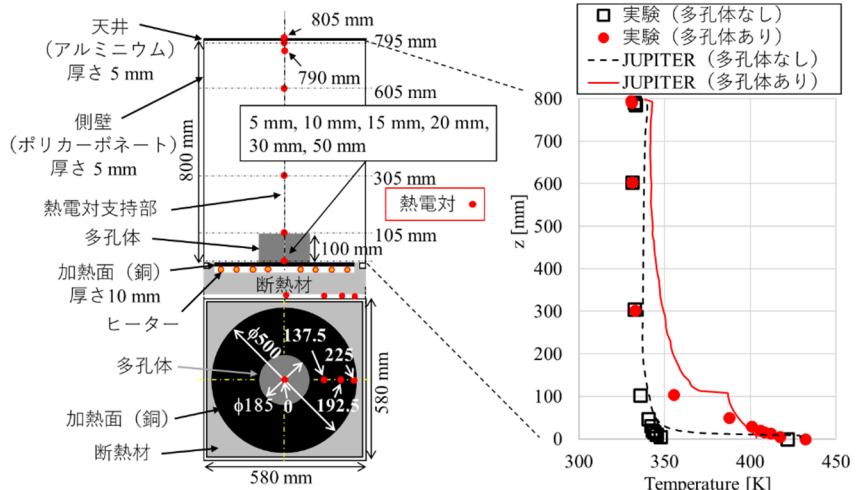 天井
（アルミニウム）
厚さ 5 mm
側壁
（ポリカーボネート）
厚さ 5 mm
熱電対支持部
多孔体
加熱面（銅）
厚さ10 mm
ヒーター
多孔体
加熱面（銅）
断熱材
805 mm
795 mm
790 mm
605 mm
5 mm, 10 mm, 15 mm, 20 mm,
30 mm, 50 mm
800 mm
305 mm
熱電対
105 mm
100 mm
断熱材
ϕ500
137.5
225
ϕ185
0
192.5
580 mm
580 mm
実験（多孔体なし）
実験（多孔体あり）
JUPITER（多孔体なし）
JUPITER（多孔体あり）
z [mm]
800
700
600
500
400
300
200
100
0
300 350 400 450
Temperature [K]